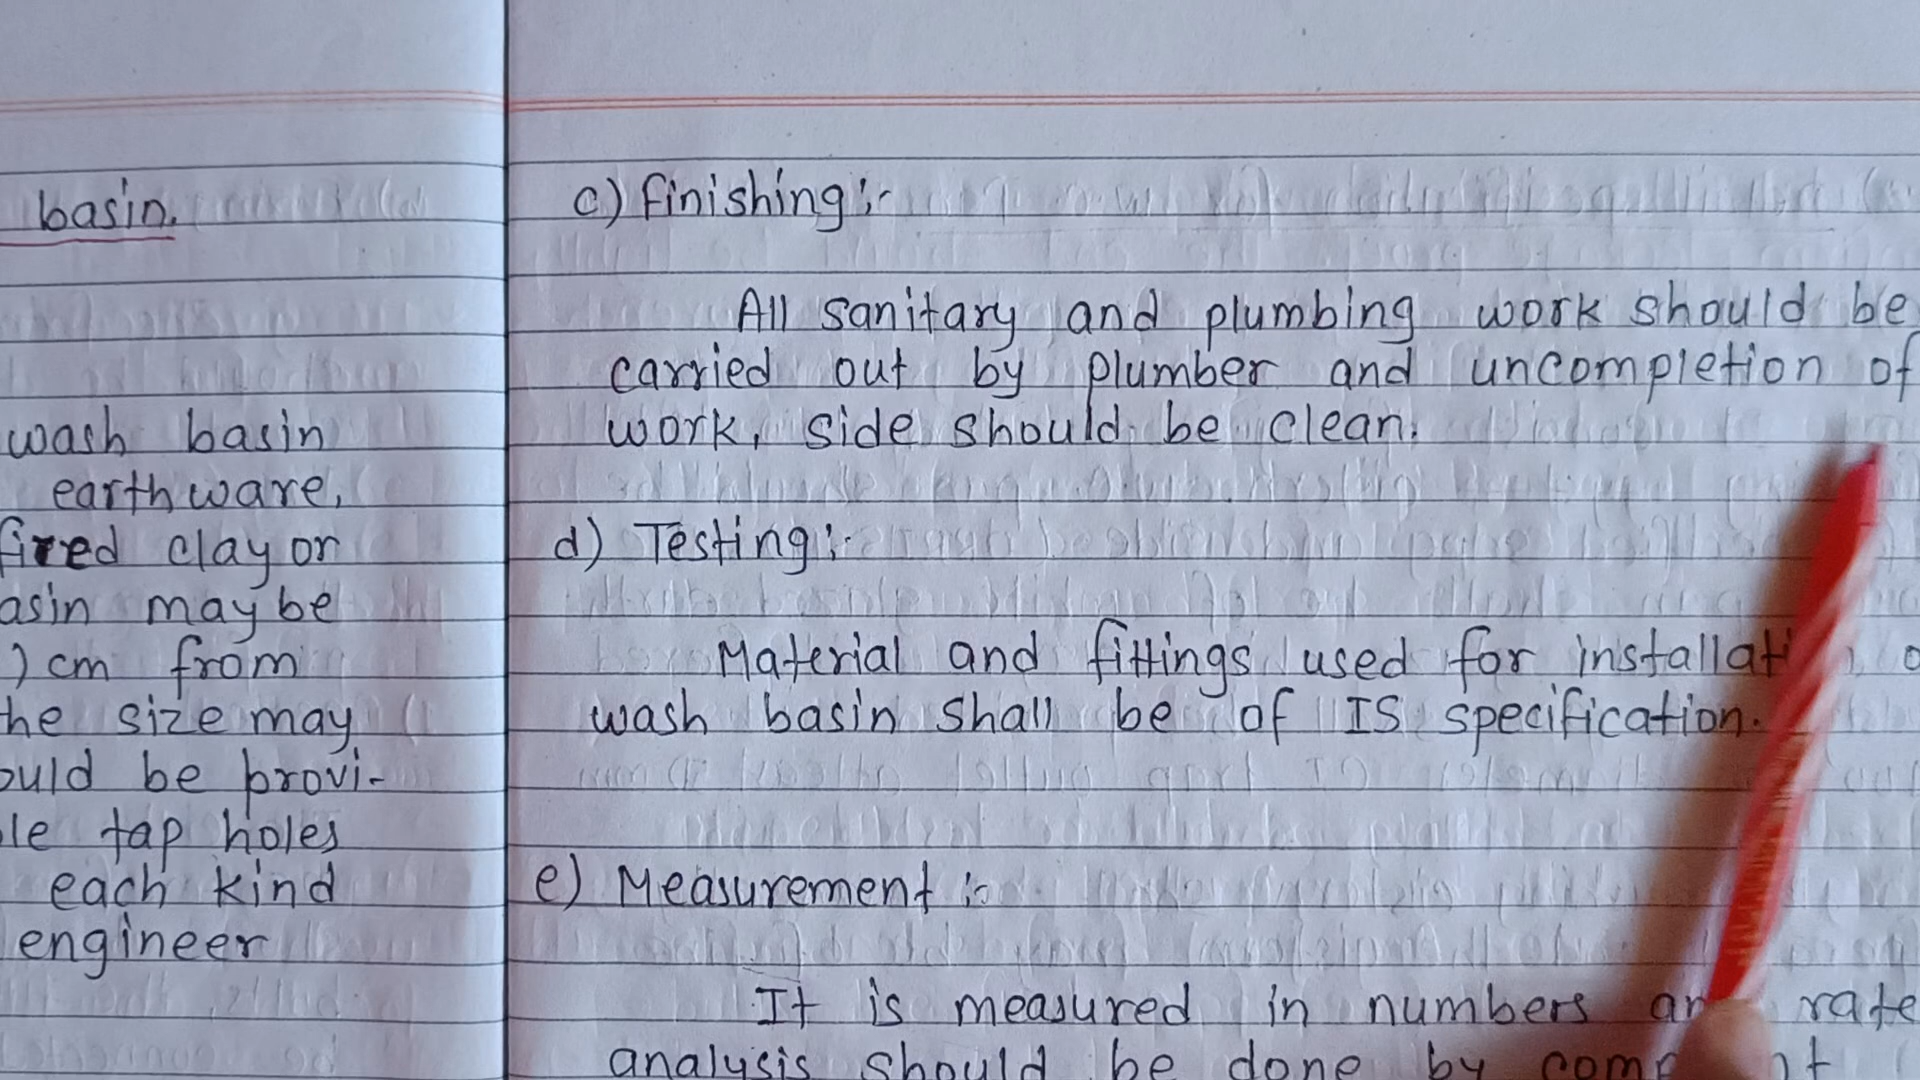 basin.
wash basin
earthware,
fired clay or
asin maybe
) cm from
he size may
ould be provi-
le tap holes
each kind
engineer
c) finishing :-
All sanitary and plumbing work should be
carried out by plumber and uncompletion of
work, side should be clean.
d) Testing :-
Material and fittings used for
wash basin shall be of IS specification.
e) Measurement :-
It is measured in numbers rate
analysis should be done by